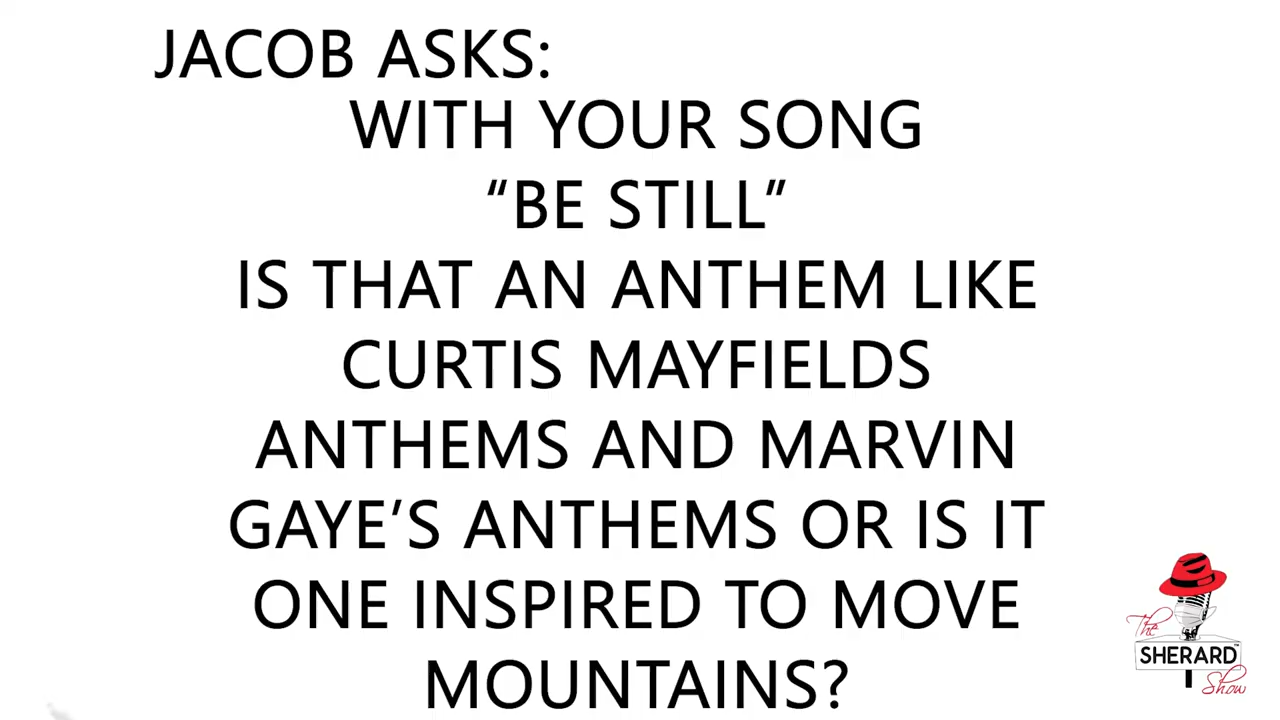 JACOB ASKS:
WITH YOUR SONG
“BE STILL”
IS THAT AN ANTHEM LIKE
CURTIS MAYFIELDS
ANTHEMS AND MARVIN
GAYE’S ANTHEMS OR IS IT
ONE INSPIRED TO MOVE
MOUNTAINS?
The
SHERARD™
Show